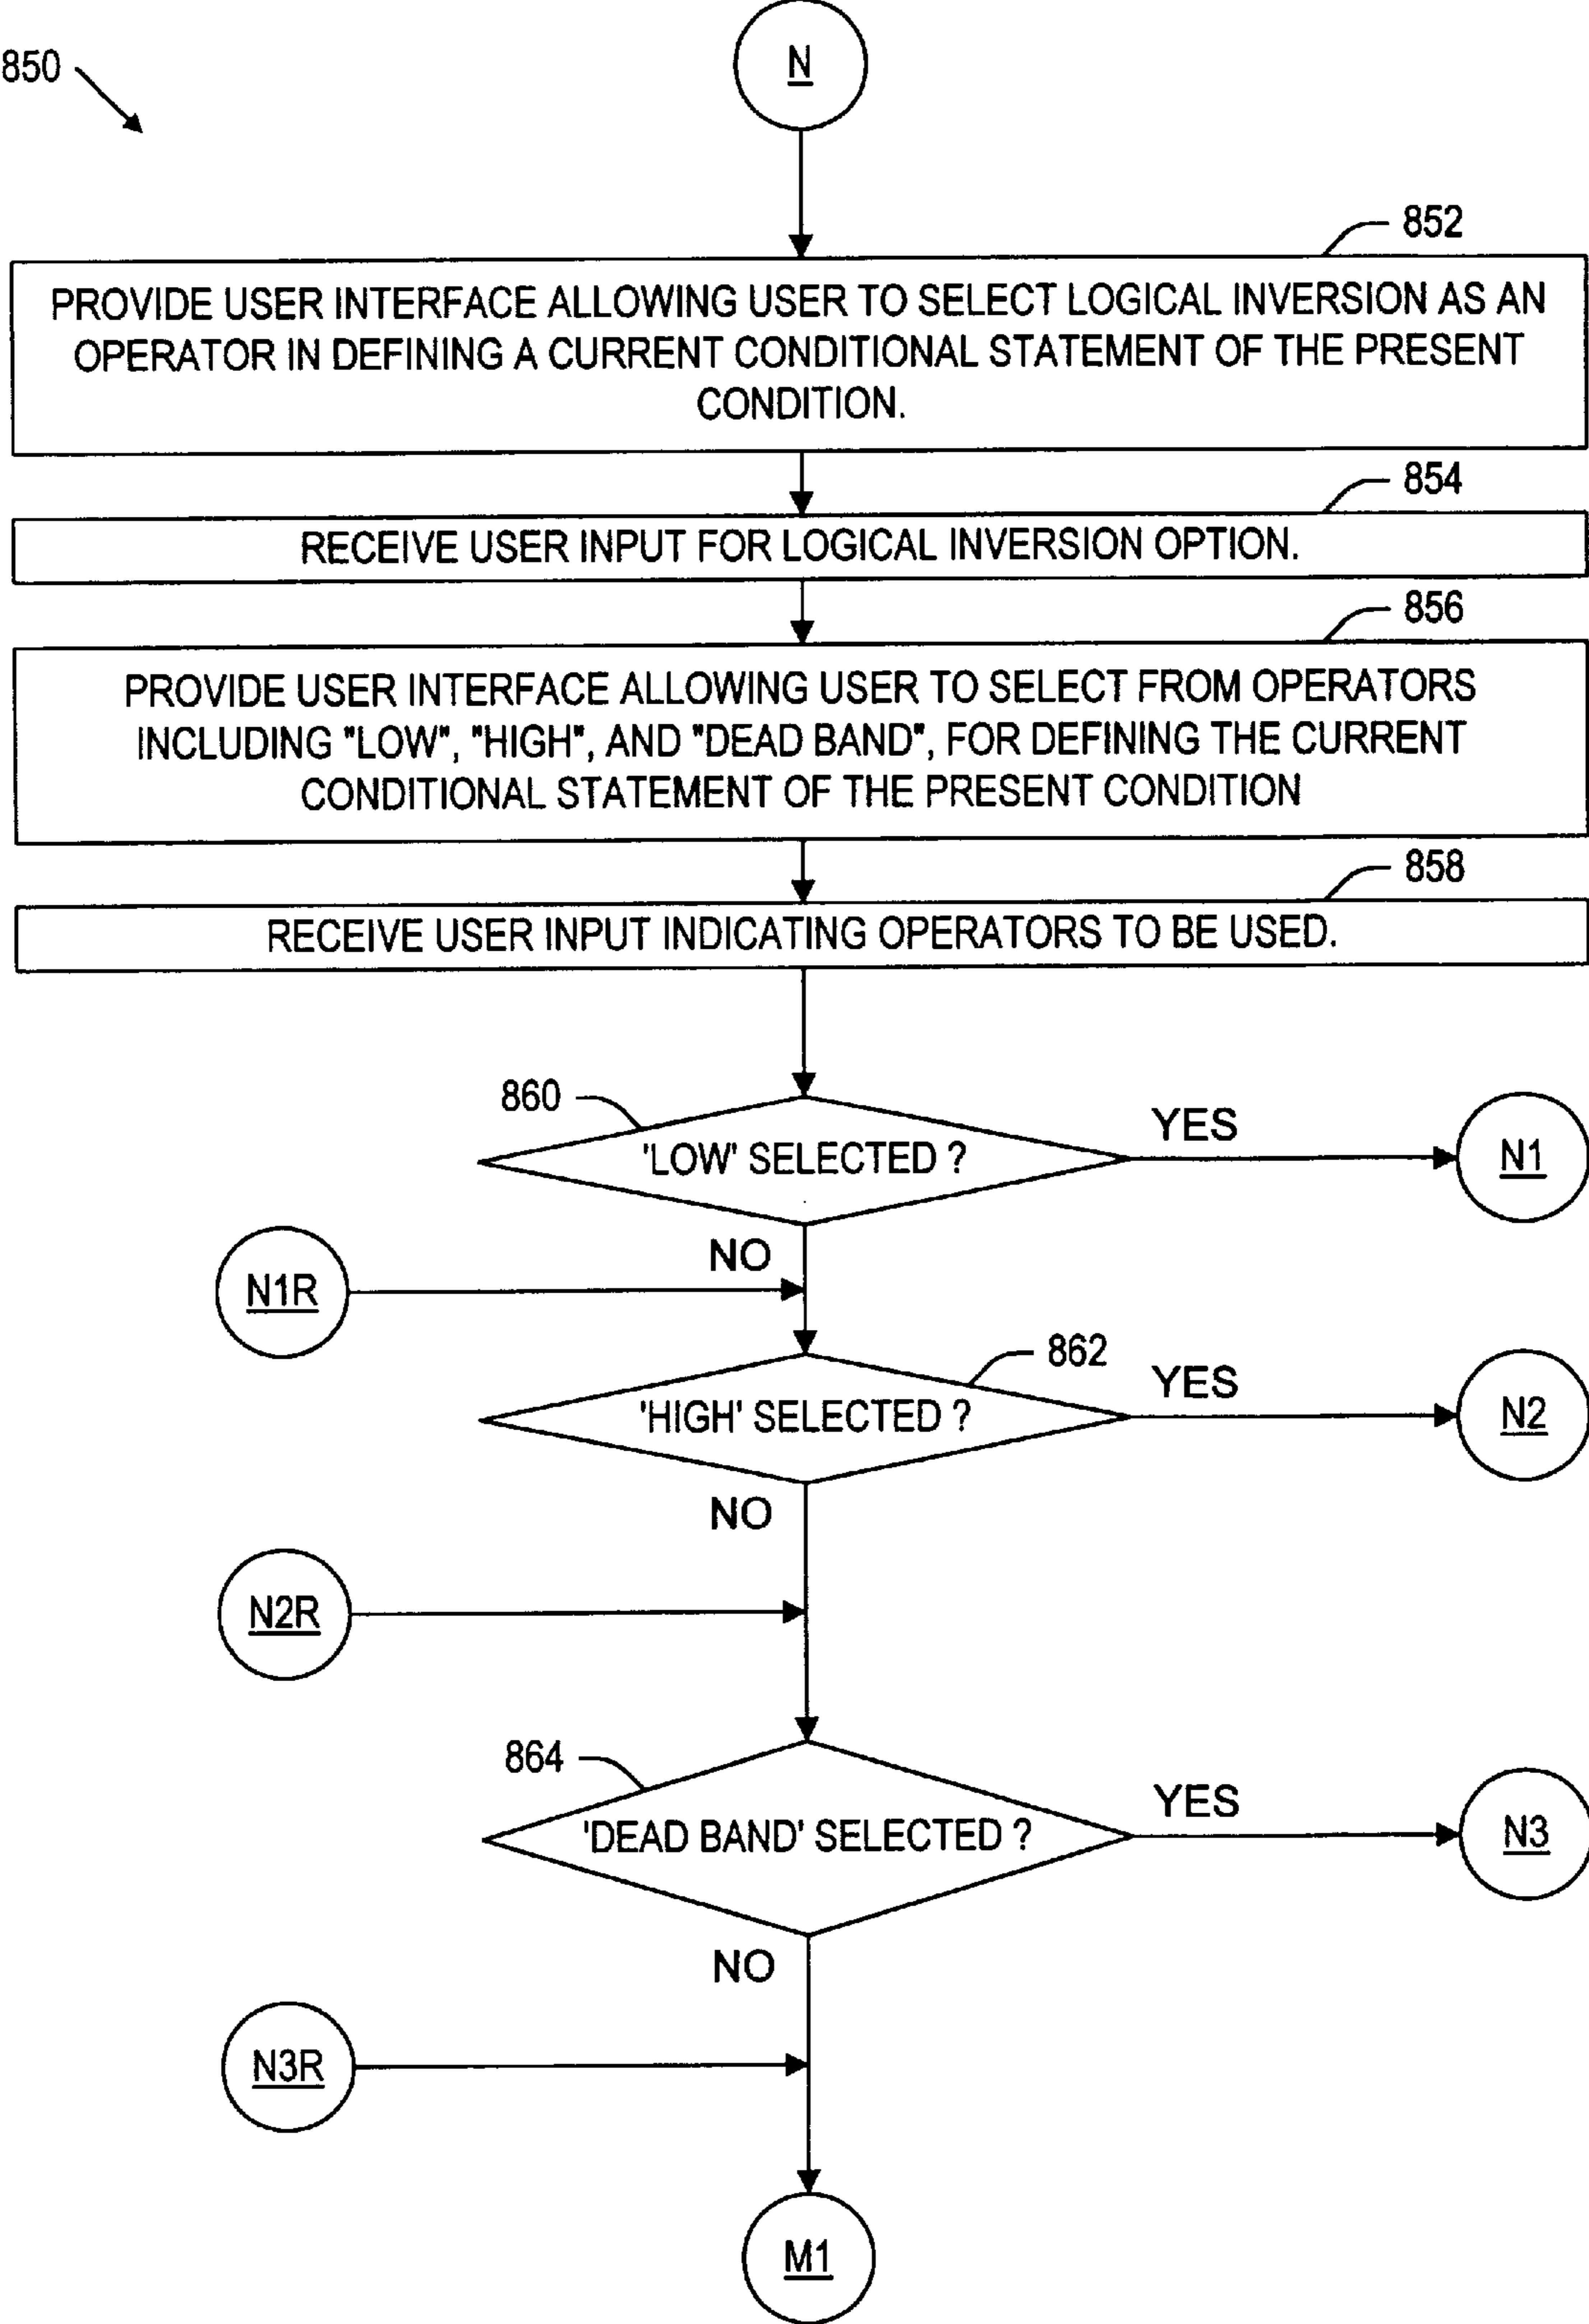 850
N
852
PROVIDE USER INTERFACE ALLOWING USER TO SELECT LOGICAL INVERSION AS AN
OPERATOR IN DEFINING A CURRENT CONDITIONAL STATEMENT OF THE PRESENT
CONDITION.
854
RECEIVE USER INPUT FOR LOGICAL INVERSION OPTION.
856
PROVIDE USER INTERFACE ALLOWING USER TO SELECT FROM OPERATORS
INCLUDING "LOW", "HIGH", AND "DEAD BAND", FOR DEFINING THE CURRENT
CONDITIONAL STATEMENT OF THE PRESENT CONDITION
858
RECEIVE USER INPUT INDICATING OPERATORS TO BE USED.
860
'LOW' SELECTED ?
YES
N1
NO
N1R
862
'HIGH' SELECTED ?
YES
N2
NO
N2R
864
'DEAD BAND' SELECTED ?
YES
N3
NO
N3R
M1